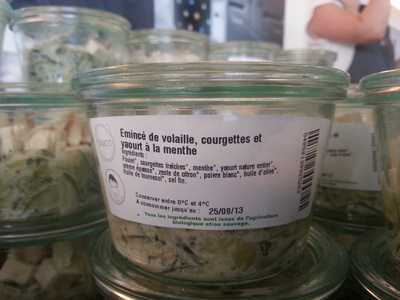 Emincé de volaille, courgettes et
yaourt à la menthe
Ingrédients :
Poulet*, courgettes fraîches*, menthe*, yaourt nature entier*,
crème épaisse*, zeste de citron*, poivre blanc*, huile d'olive*,
huile de tournesol*, sel fin.
Conserver entre 0°C et 4°C
A consommer jusqu'au : 25/09/13
* Tous les ingrédients sont issus de l'agriculture
biologique et/ou sauvage.